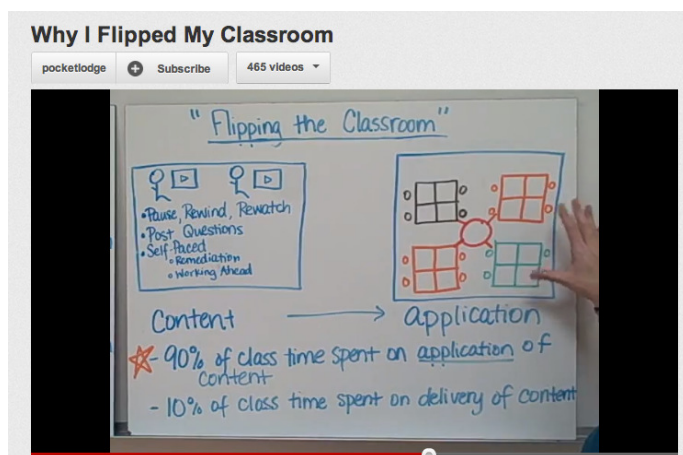 Why I Flipped My Classroom
pocketlodge + Subscribe 465 videos
"Flipping the Classroom"
•Pause, Rewind, Rewatch
•Post Questions
•Self-Paced
•Remediation
•Working Ahead
Content → application
- 90% of class time spent on application of
content
- 10% of class time spent on delivery of content